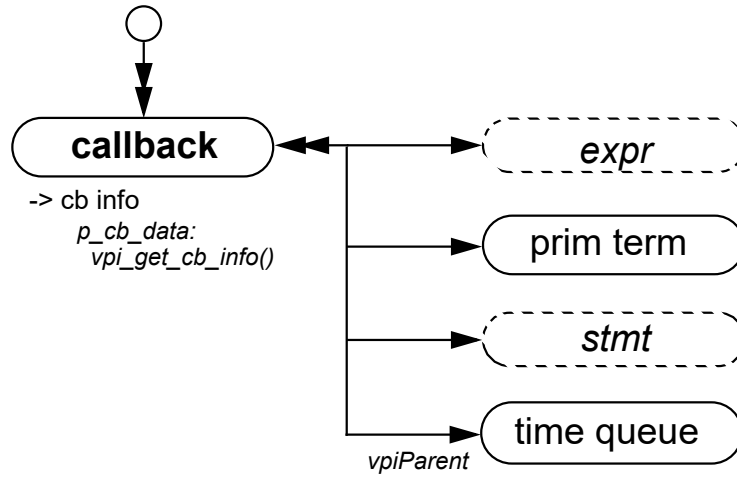 callback
expr
-> cb info
p_cb_data:
vpi_get_cb_info()
prim term
stmt
time queue
vpiParent